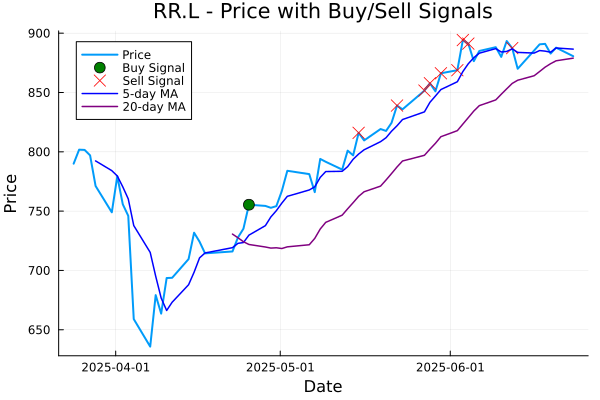 RR.L - Price with Buy/Sell Signals
Price
Buy Signal
Sell Signal
5-day MA
20-day MA
900
850
800
750
700
650
Price
2025-04-01
2025-05-01
2025-06-01
Date